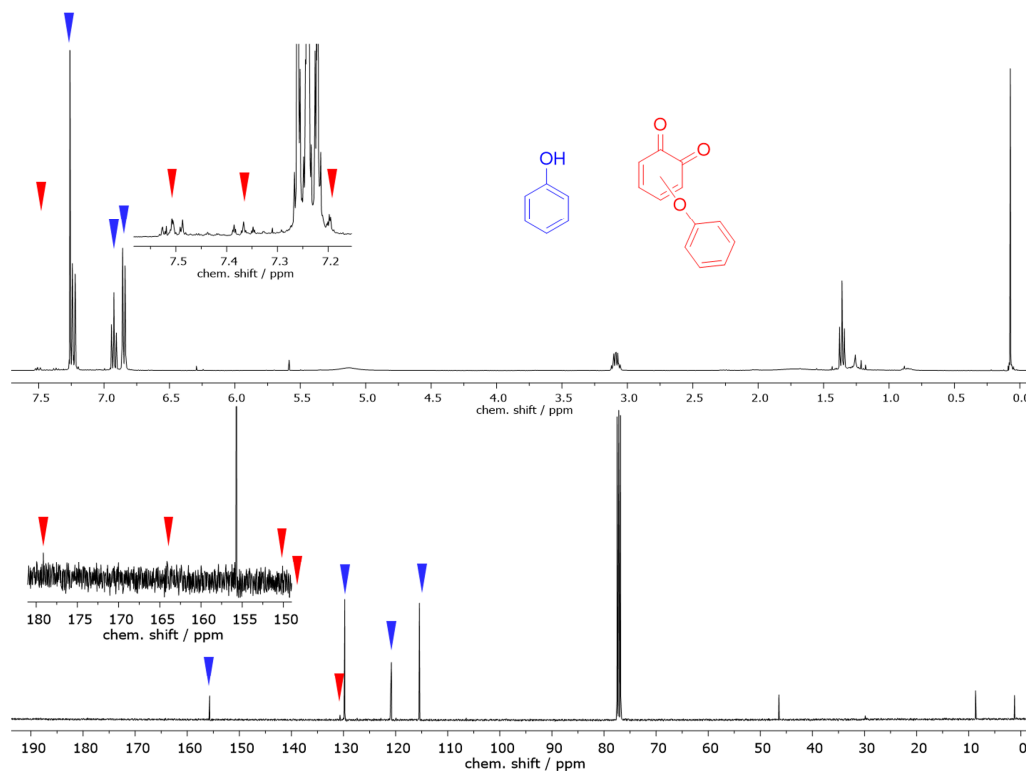 7.5 7.4 7.3 7.2
chem. shift / ppm
OH
O
O
O
7.5 7.0 6.5 6.0 5.5 5.0 4.5 4.0 3.5 3.0 2.5 2.0 1.5 1.0 0.5 0.0
chem. shift / ppm
180 175 170 165 160 155 150
chem. shift / ppm
190 180 170 160 150 140 130 120 110 100 90 80 70 60 50 40 30 20 10 0
chem. shift / ppm